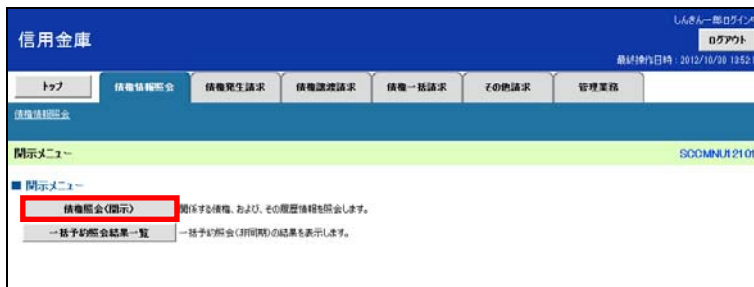 しんきん一郎ログイン中
信用金庫
ログアウト
最終操作日時：2012/10/30 13:52:1
トップ 債権情報照会 債権発生請求 債権譲渡請求 債権一括請求 その他請求 管理業務
債権情報照会
開示メニュー SCCMNU12101
■ 開示メニュー
債権照会（開示） 関係する債権、および、その履歴情報を照会します。
一括予約照会結果一覧 一括予約照会（非同期）の結果を表示します。